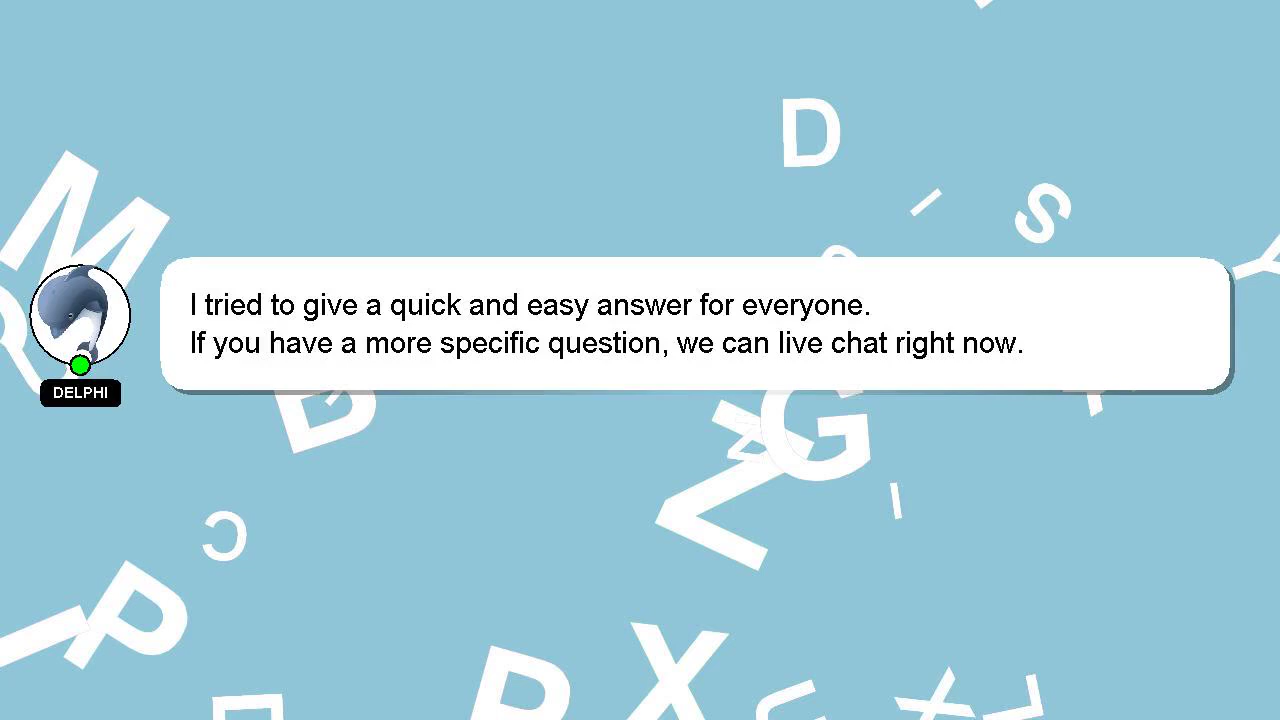 I tried to give a quick and easy answer for everyone.
If you have a more specific question, we can live chat right now.
DELPHI